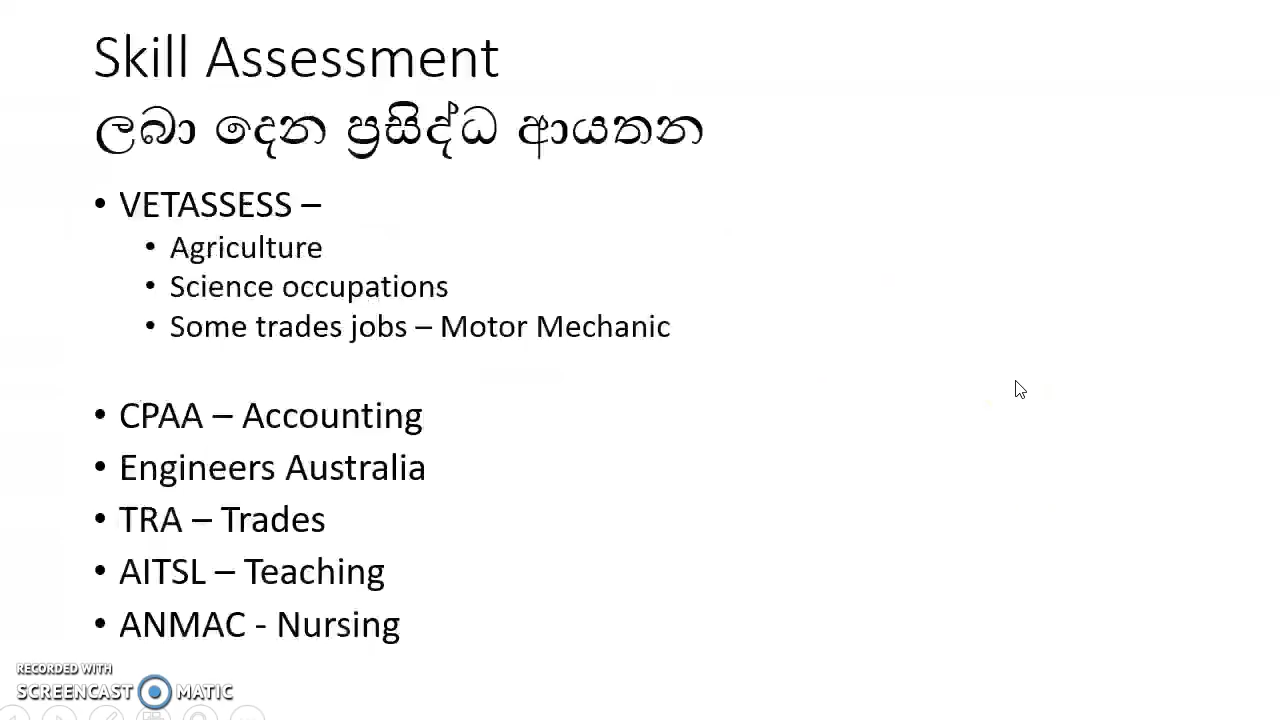 Skill Assessment
ලබා දෙන ප්‍රසිද්ධ ආයතන
• VETASSESS –
• Agriculture
• Science occupations
• Some trades jobs – Motor Mechanic
• CPAA – Accounting
• Engineers Australia
• TRA – Trades
• AITSL – Teaching
• ANMAC - Nursing
RECORDED WITH
SCREENCAST MATIC